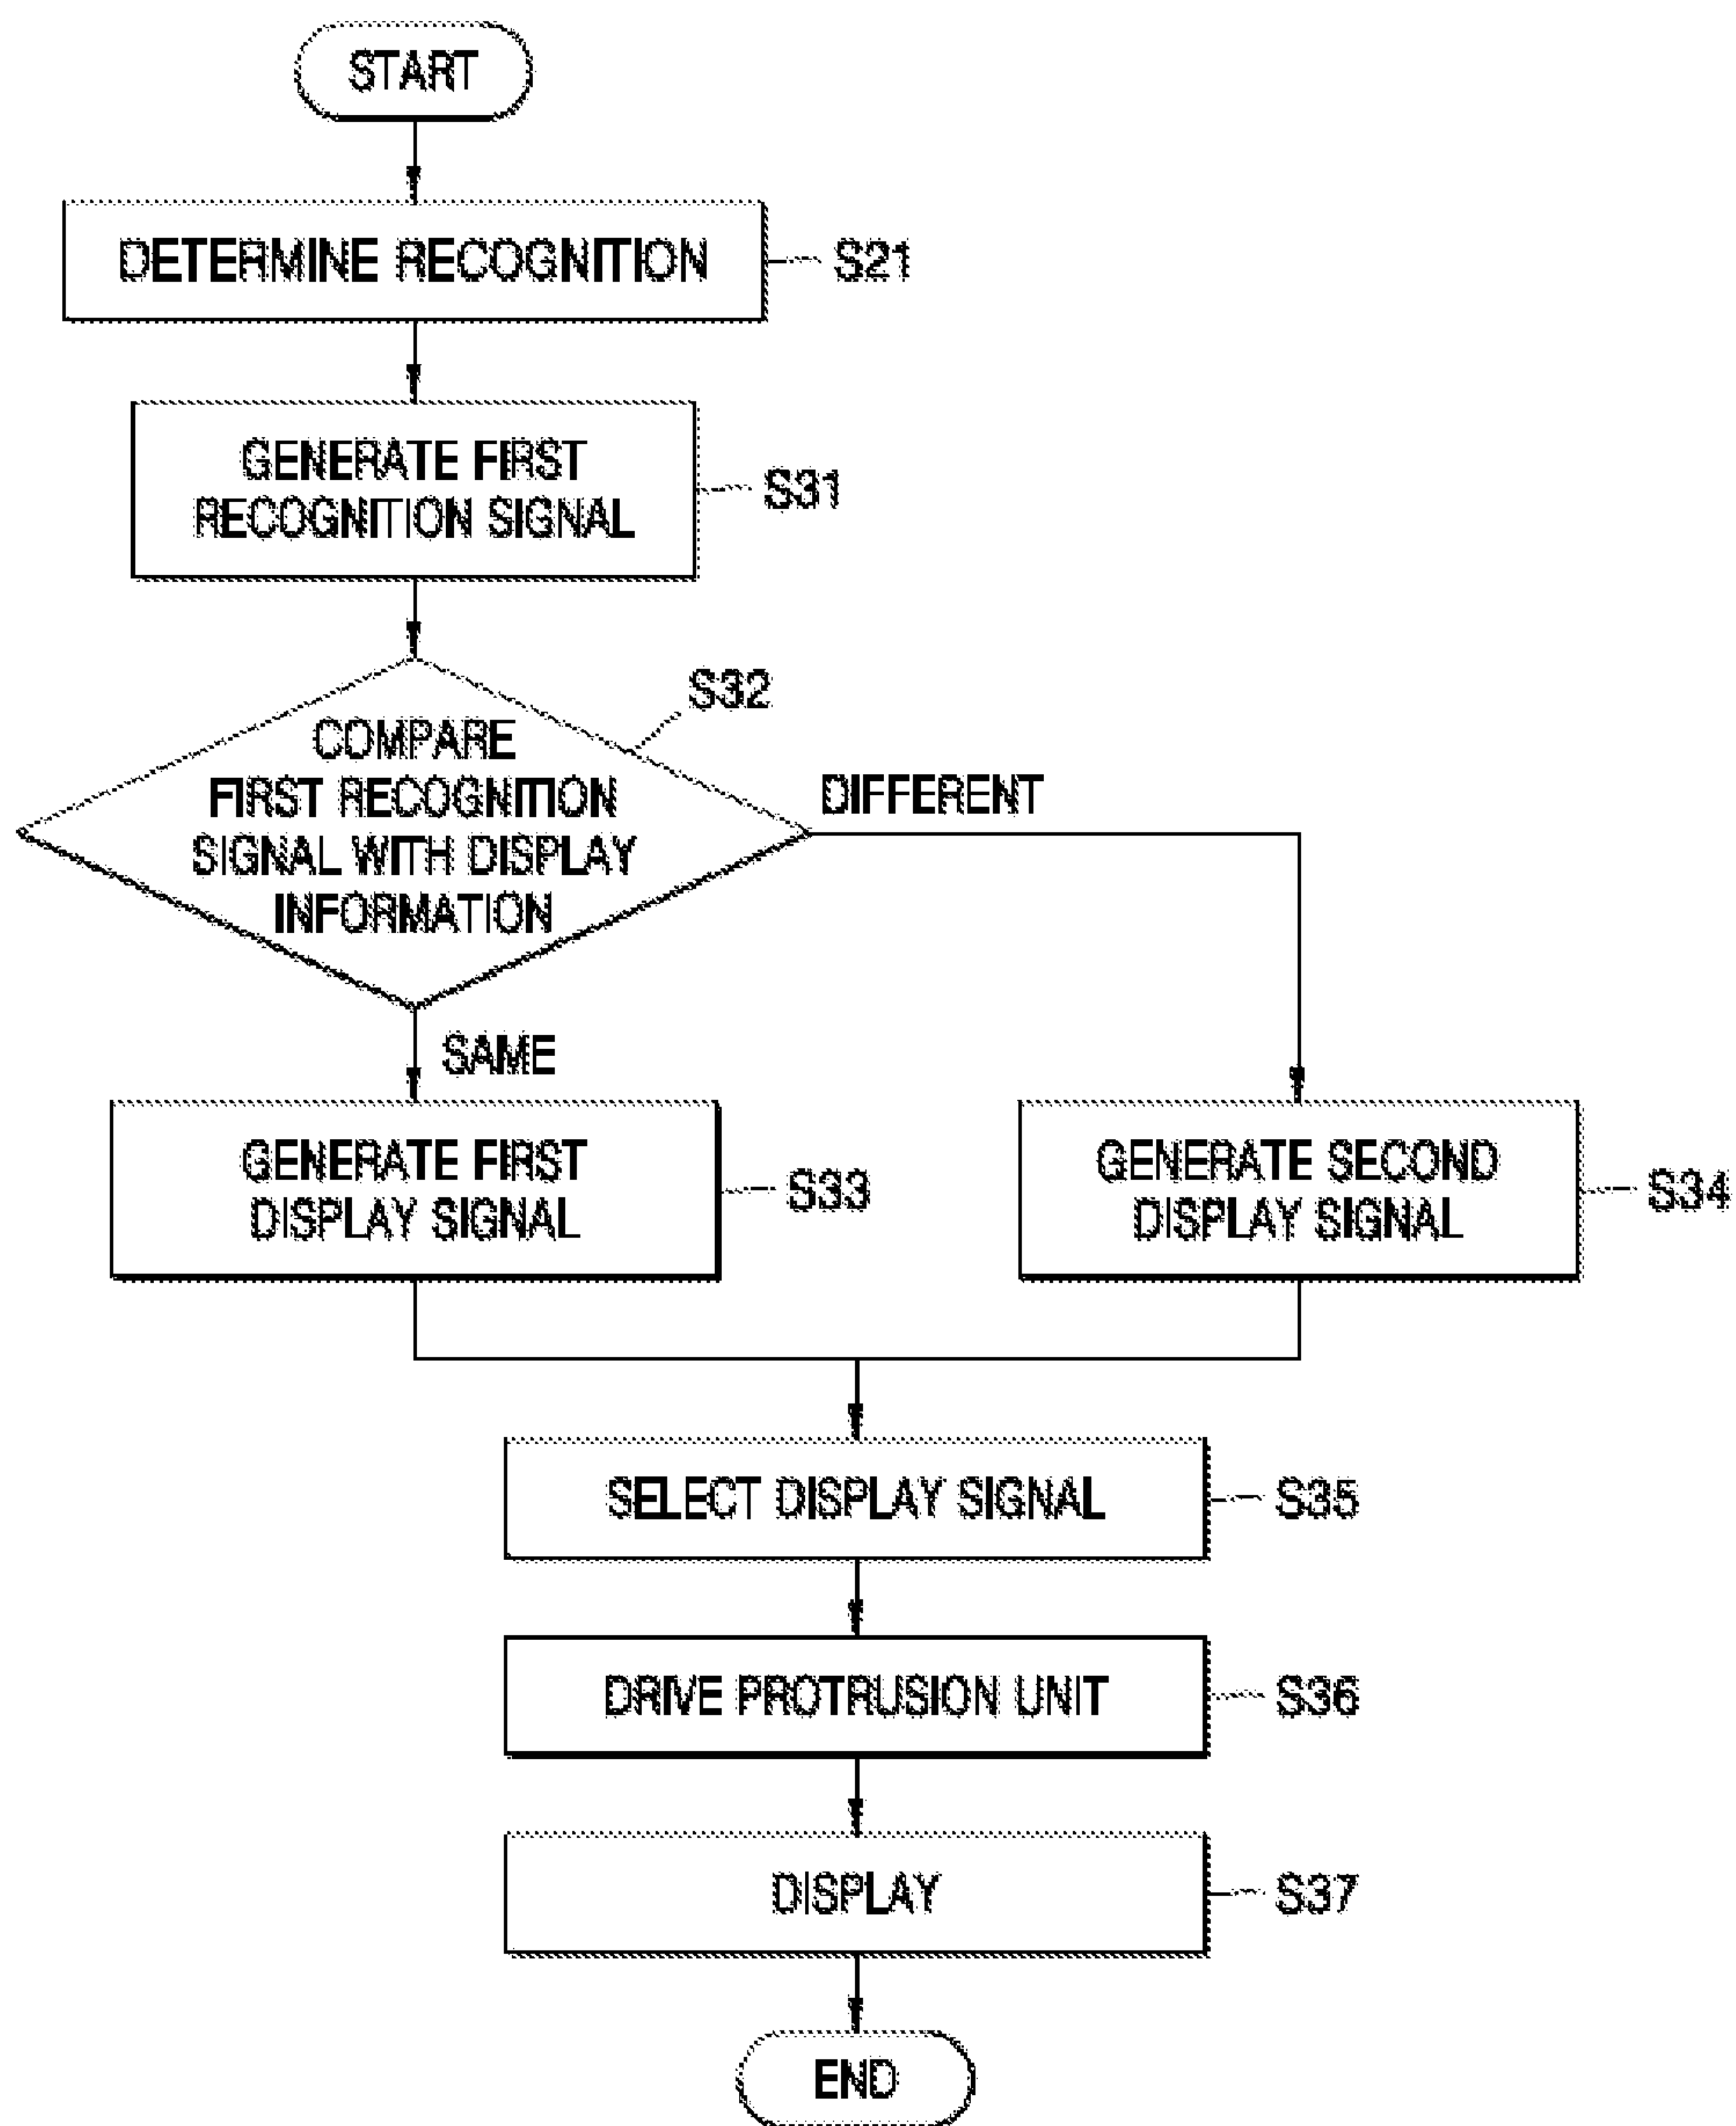 START
DETERMINE RECOGNITION
S21
GENERATE FIRST
RECOGNITION SIGNAL
S31
S32
COMPARE
FIRST RECOGNITION
SIGNAL WITH DISPLAY
INFORMATION
DIFFERENT
SAME
GENERATE FIRST
DISPLAY SIGNAL
S33
GENERATE SECOND
DISPLAY SIGNAL
S34
SELECT DISPLAY SIGNAL
S35
DRIVE PROTRUSION UNIT
S36
DISPLAY
S37
END